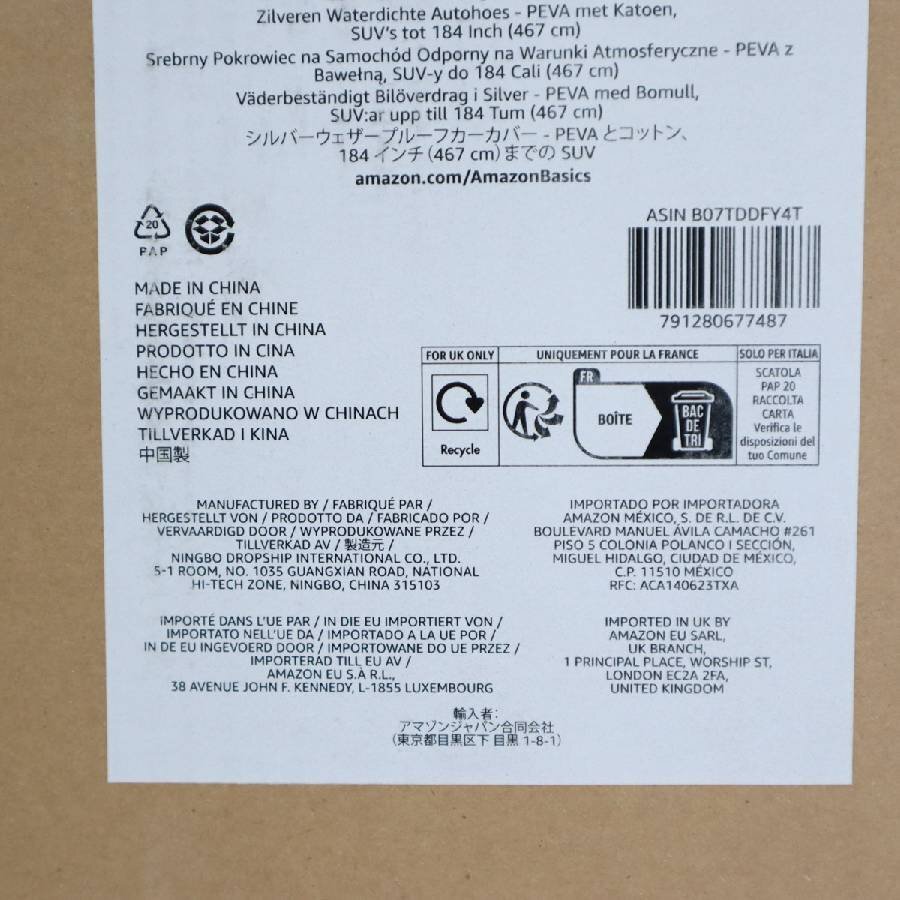 Zilveren Waterdichte Autohoes - PEVA met Katoen,
SUV's tot 184 Inch (467 cm)
Srebrny Pokrowiec na Samochód Odporny na Warunki Atmosferyczne - PEVA z
Bawełną, SUV-y do 184 Cali (467 cm)
Väderbeständigt Bilöverdrag i Silver - PEVA med Bomull,
SUV:ar upp till 184 Tum (467 cm)
シルバーウェザープルーフカーカバー - PEVA とコットン、
184 インチ (467 cm) までの SUV
amazon.com/AmazonBasics
20
PAP
ASIN B07TDDFY4T
791280677487
MADE IN CHINA
FABRIQUÉ EN CHINE
HERGESTELLT IN CHINA
PRODOTTO IN CINA
HECHO EN CHINA
GEMAAKT IN CHINA
WYPRODUKOWANO W CHINACH
TILLVERKAD I KINA
中国製
FOR UK ONLY
Recycle
UNIQUEMENT POUR LA FRANCE
FR
BOÎTE
BAC
DE
TRI
SOLO PER ITALIA
SCATOLA
PAP 20
RACCOLTA
CARTA
Verifica le
disposizioni del
tuo Comune
MANUFACTURED BY / FABRIQUÉ PAR /
HERGESTELLT VON / PRODOTTO DA / FABRICADO POR /
VERVAARDIGD DOOR / WYPRODUKOWANE PRZEZ /
TILLVERKAD AV / 製造元 /
NINGBO DROPSHIP INTERNATIONAL CO., LTD.
5-1 ROOM, NO. 1035 GUANGXIAN ROAD, NATIONAL
HI-TECH ZONE, NINGBO, CHINA 315103
IMPORTADO POR IMPORTADORA
AMAZON MÉXICO, S. DE R.L. DE C.V.
BOULEVARD MANUEL ÁVILA CAMACHO #261
PISO 5 COLONIA POLANCO I SECCIÓN,
MIGUEL HIDALGO, CIUDAD DE MÉXICO,
C.P. 11510 MÉXICO
RFC: ACA140623TXA
IMPORTÉ DANS L'UE PAR / IN DIE EU IMPORTIERT VON /
IMPORTATO NELL'UE DA / IMPORTADO A LA UE POR /
IN DE EU INGEVOERD DOOR / IMPORTOWANE DO UE PRZEZ /
IMPORTERAD TILL EU AV /
AMAZON EU S.À R.L.,
38 AVENUE JOHN F. KENNEDY, L-1855 LUXEMBOURG
IMPORTED IN UK BY
AMAZON EU SARL,
UK BRANCH,
1 PRINCIPAL PLACE, WORSHIP ST,
LONDON EC2A 2FA,
UNITED KINGDOM
輸入者:
アマゾンジャパン合同会社
(東京都目黒区下 目黒 1-8-1)